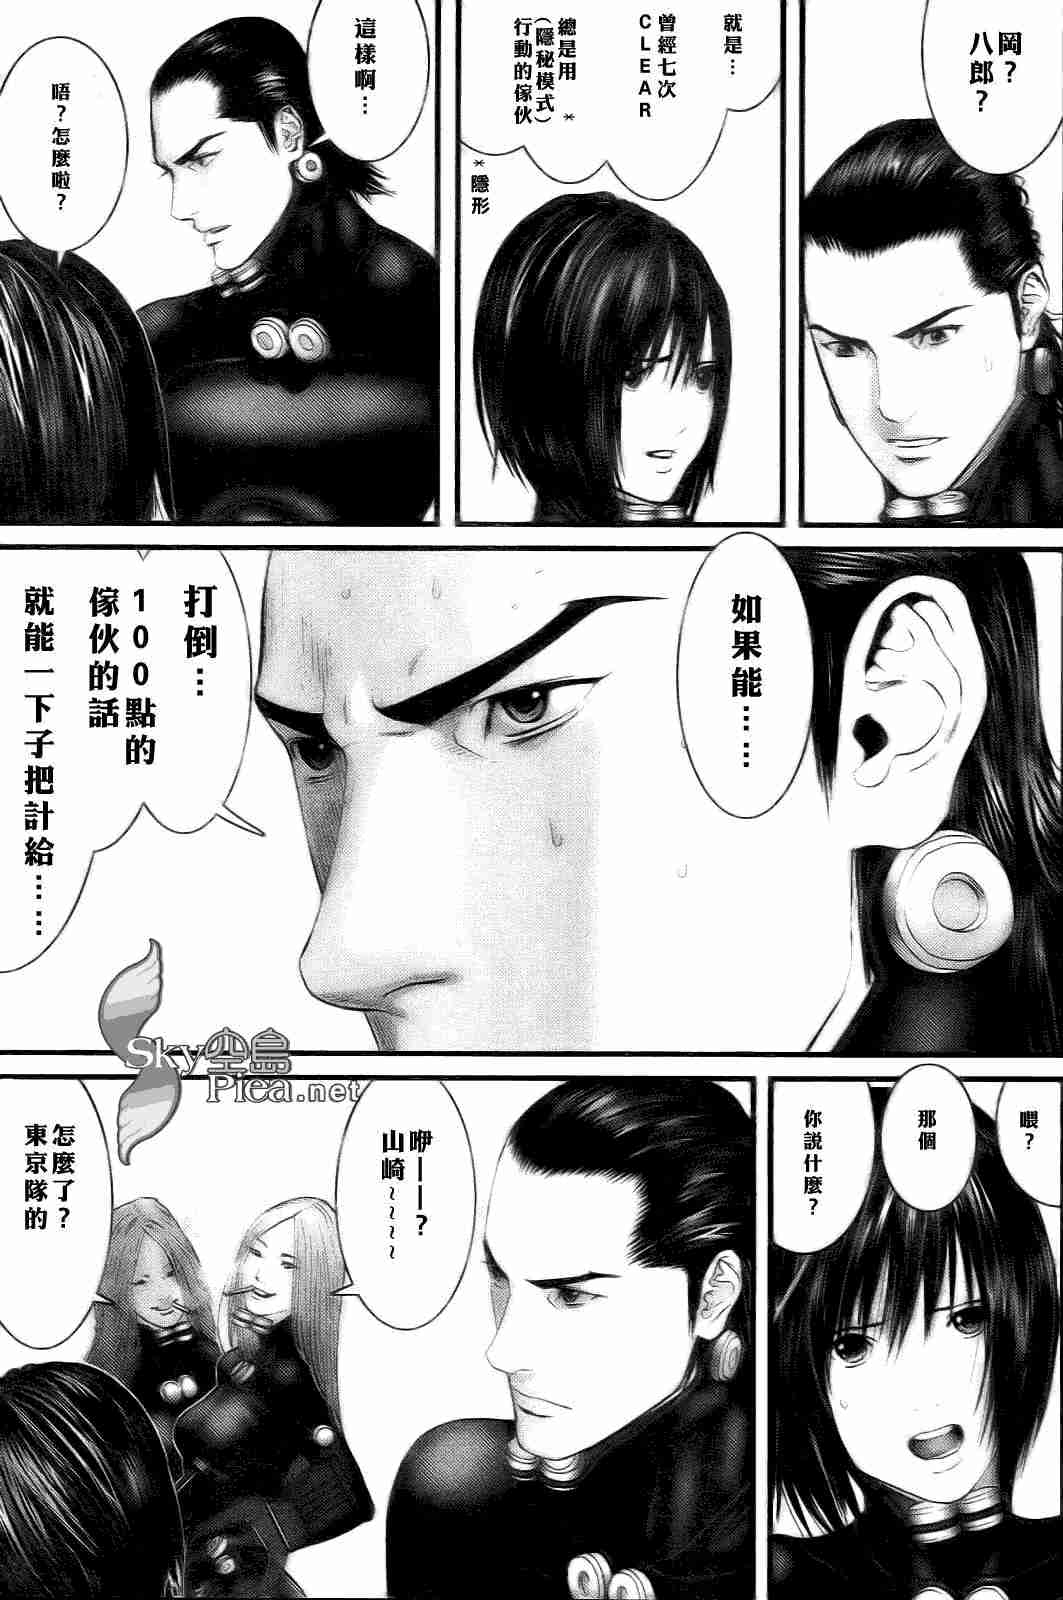 岡？
八郎？
就是…
曾經七次
CLEAR
總是用 *
（隱秘模式）
行動的傢伙
*隱形
這樣啊…
唔？怎麼啦？
如果能……
打倒…
100點的
傢伙的話
就能一下子把計給……
喂？
那個
你説什麼？
咿——？
山崎~~~~
怎麼了？
東京隊的
Sky空島
Piea.net